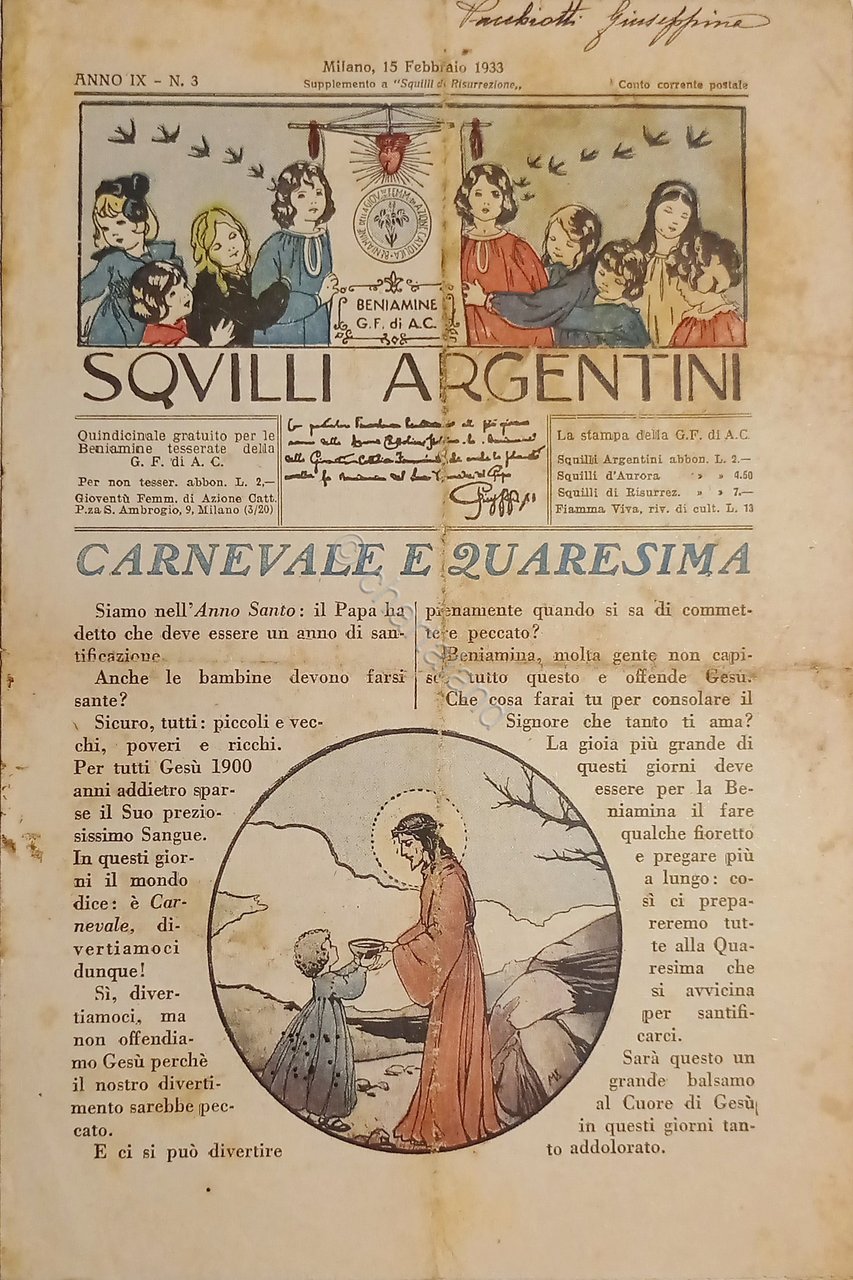 Pacchiotti Giuseppina
Milano, 15 Febbraio 1933
ANNO IX - N. 3
Supplemento a "Squilli di Risurrezione„
Conto corrente postale
BENIAMINE DELLA GIOV. FEMM. DI AZIONE CATTOLICA
BENIAMINE
G.F. di A.C.
SQVILLI ARGENTINI
Quindicinale gratuito per le
Beniamine tesserate della
G. F. di A. C.
Per non tesser. abbon. L. 2,—
Gioventù Femm. di Azione Catt.
P.za S. Ambrogio, 9, Milano (3/20)
La stampa della G.F. di A.C.
Squilli Argentini abbon. L. 2.—
Squilli d'Aurora » » 4.50
Squilli di Risurrez. » » 7.—
Fiamma Viva, riv. di cult. L. 13
CARNEVALE E QUARESIMA
Siamo nell'Anno Santo: il Papa ha
detto che deve essere un anno di san-
tificazione.
Anche le bambine devono farsi
sante?
Sicuro, tutti: piccoli e vec-
chi, poveri e ricchi.
Per tutti Gesù 1900
anni addietro spar-
se il Suo prezio-
sissimo Sangue.
In questi gior-
ni il mondo
dice: è Car-
nevale, di-
vertiamoci
dunque!
Sì, diver-
tiamoci, ma
non offendia-
mo Gesù perchè
il nostro diverti-
mento sarebbe pec-
cato.
E ci si può divertire
pienamente quando si sa di commet-
tere peccato?
Beniamina, molta gente non capi-
sce tutto questo e offende Gesù.
Che cosa farai tu per consolare il
Signore che tanto ti ama?
La gioia più grande di
questi giorni deve
essere per la Be-
niamina il fare
qualche fioretto
e pregare più
a lungo: co-
sì ci prepa-
reremo tut-
te alla Qua-
resima che
si avvicina
per santifi-
carci.
Sarà questo un
grande balsamo
al Cuore di Gesù
in questi giorni tan-
to addolorato.